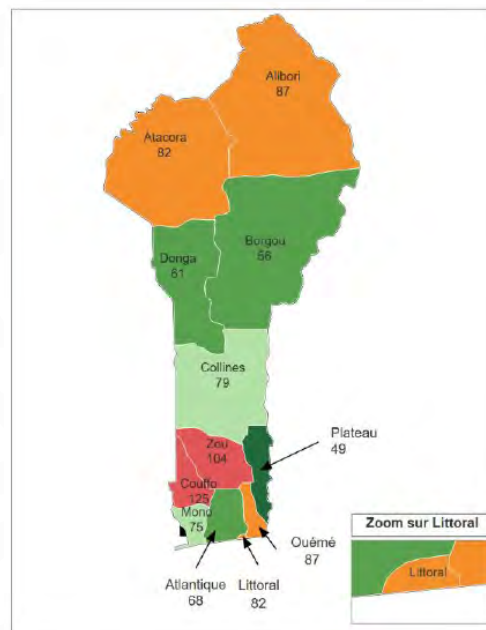 Alibori
87
Atacora
82
Borgou
Donga
61
Collines
79
Zou
104
Plateau
49
Couffo
125
Mono
75
Ouémé
87
Atlantique
68
Littoral
82
Zoom sur Littoral
Littoral